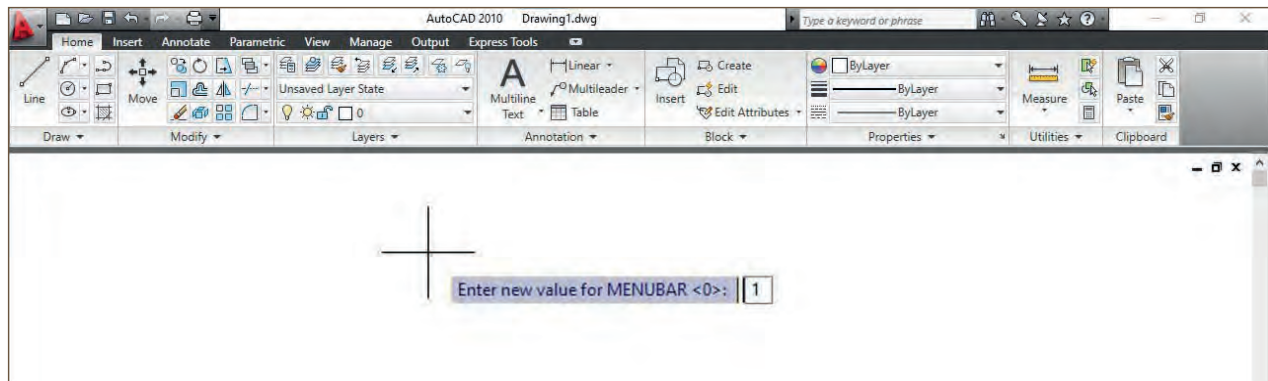 AutoCAD 2010 Drawing1.dwg Type a keyword or phrase
Home Insert Annotate Parametric View Manage Output Express Tools
Line
Move
Unsaved Layer State
0
Multiline
Text
Linear
Multileader
Table
Insert
Create
Edit
Edit Attributes
ByLayer
ByLayer
ByLayer
Measure
Paste
Draw Modify Layers Annotation Block Properties Utilities Clipboard
Enter new value for MENUBAR <0>: 1